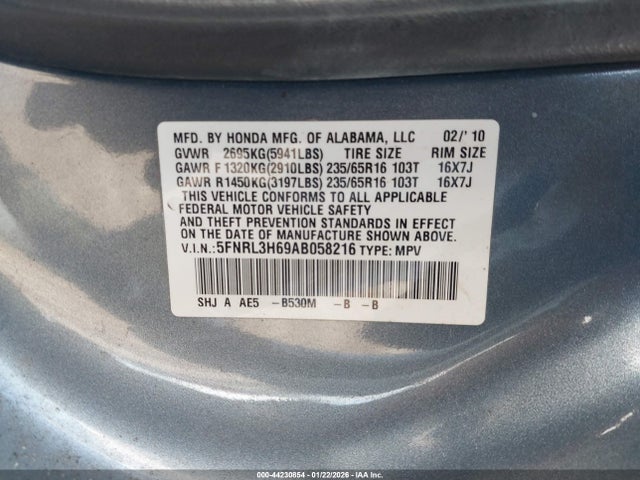 MFD. BY HONDA MFG. OF ALABAMA, LLC 02/'10
GVWR 2695KG(5941LBS) TIRE SIZE RIM SIZE
GAWR F 1320KG(2910LBS) 235/65R16 103T 16X7J
GAWR R 1450KG(3197LBS) 235/65R16 103T 16X7J
THIS VEHICLE CONFORMS TO ALL APPLICABLE
FEDERAL MOTOR VEHICLE SAFETY
AND THEFT PREVENTION STANDARDS IN EFFECT
ON THE DATE OF MANUFACTURE SHOWN ABOVE.
V.I.N.: 5FNRL3H69AB058216 TYPE: MPV
SHJ A AE5 -B530M -B -B
000-44230854 | 01/22/2026 | IAAI.COM